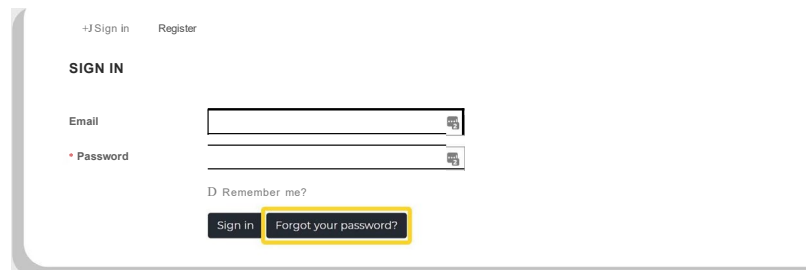 +J Sign in Register
SIGN IN
Email
* Password
D Remember me?
Sign in Forgot your password?